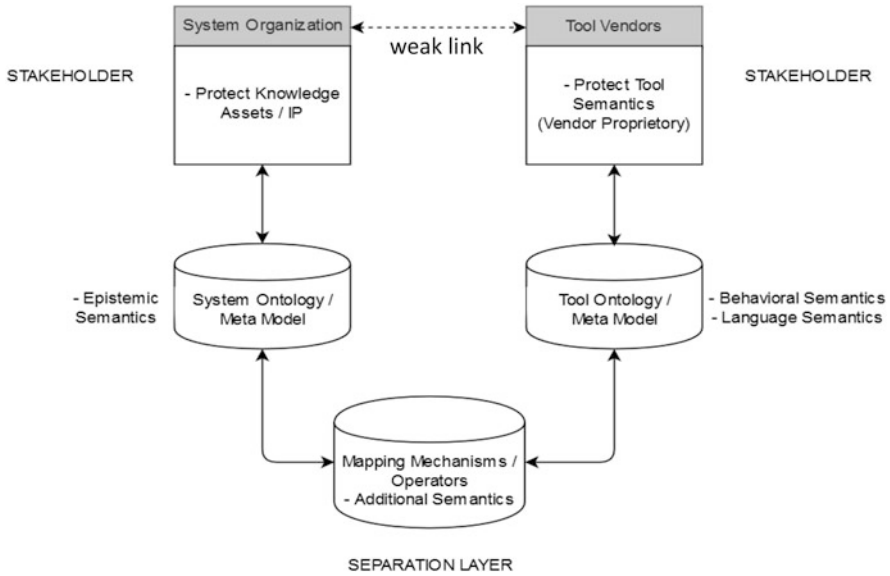 System Organization
weak link
Tool Vendors
STAKEHOLDER
- Protect Knowledge
Assets / IP
- Protect Tool
Semantics
(Vendor Proprietory)
STAKEHOLDER
- Epistemic
Semantics
System Ontology /
Meta Model
Tool Ontology /
Meta Model
- Behavioral Semantics
- Language Semantics
Mapping Mechanisms /
Operators
- Additional Semantics
SEPARATION LAYER